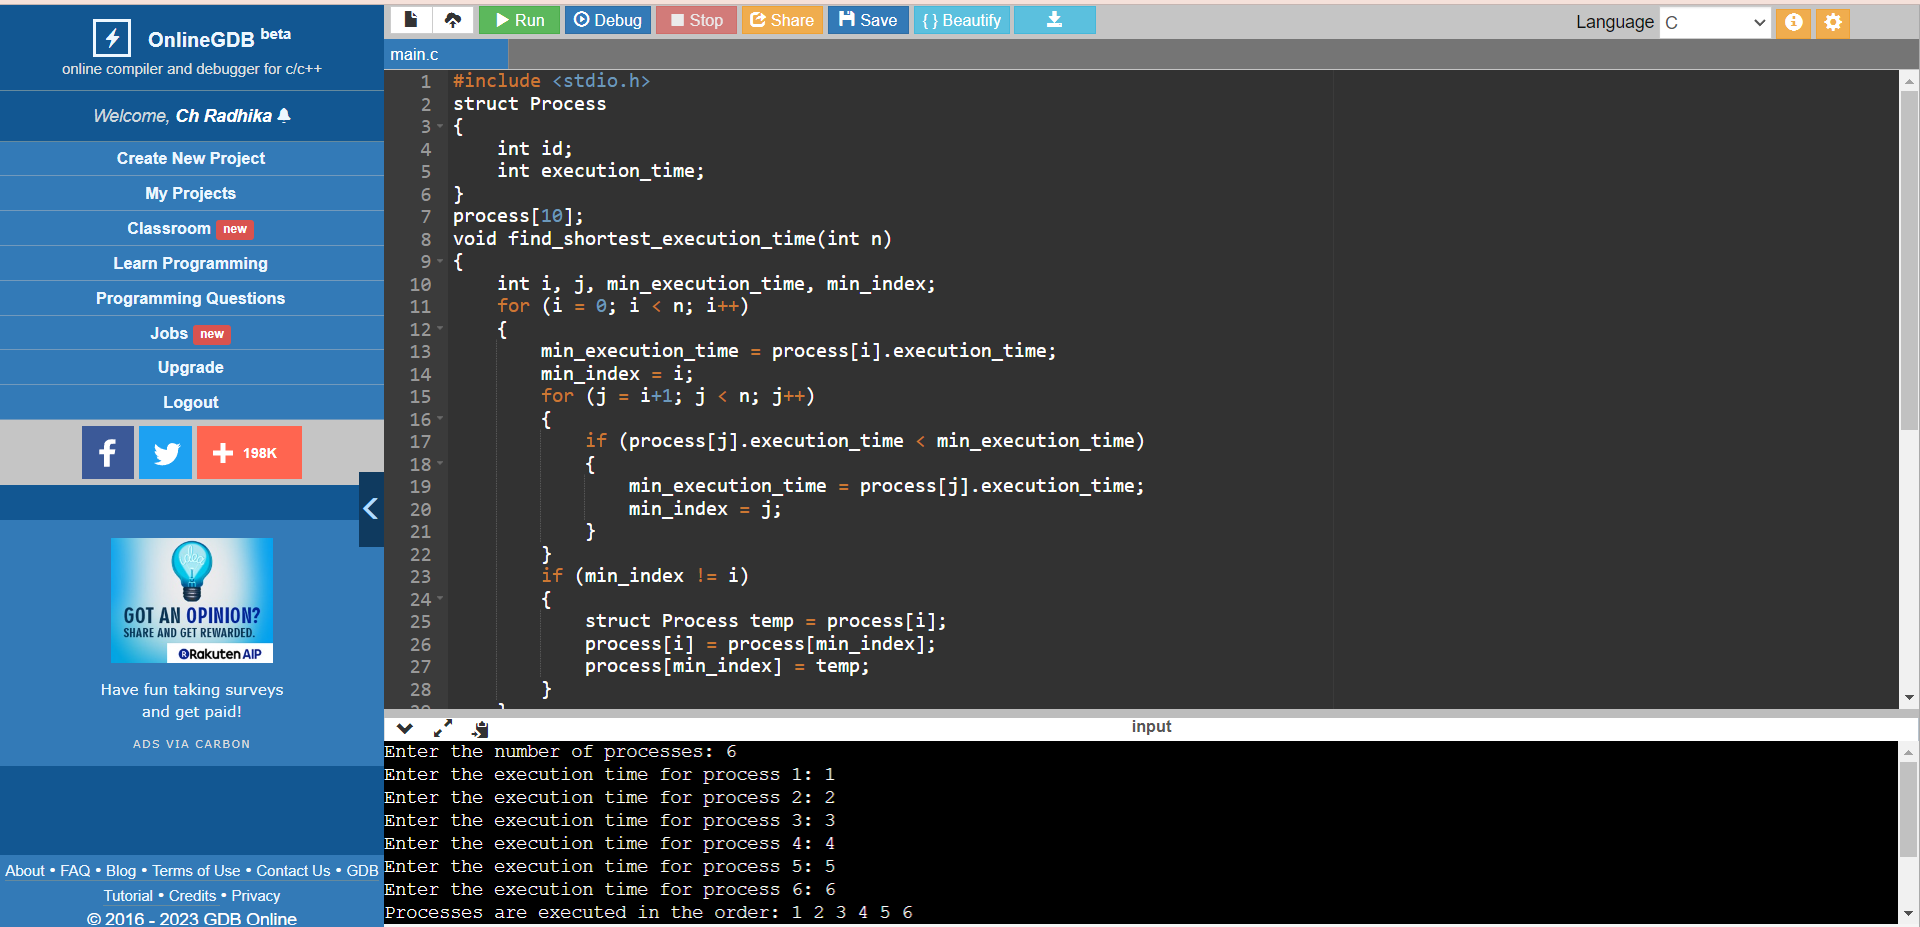 OnlineGDB beta
online compiler and debugger for c/c++
Welcome, Ch Radhika
Create New Project
My Projects
Classroom new
Learn Programming
Programming Questions
Jobs new
Upgrade
Logout
198K
idea
GOT AN OPINION?
SHARE AND GET REWARDED.
Rakuten AIP
Have fun taking surveys
and get paid!
ADS VIA CARBON
About • FAQ • Blog • Terms of Use • Contact Us • GDB
Tutorial • Credits • Privacy
© 2016 - 2023 GDB Online
Run Debug Stop Share Save { } Beautify
Language C
main.c
1 #include <stdio.h>
2 struct Process
3 {
4 int id;
5 int execution_time;
6 }
7 process[10];
8 void find_shortest_execution_time(int n)
9 {
10 int i, j, min_execution_time, min_index;
11 for (i = 0; i < n; i++)
12 {
13 min_execution_time = process[i].execution_time;
14 min_index = i;
15 for (j = i+1; j < n; j++)
16 {
17 if (process[j].execution_time < min_execution_time)
18 {
19 min_execution_time = process[j].execution_time;
20 min_index = j;
21 }
22 }
23 if (min_index != i)
24 {
25 struct Process temp = process[i];
26 process[i] = process[min_index];
27 process[min_index] = temp;
28 }
input
Enter the number of processes: 6
Enter the execution time for process 1: 1
Enter the execution time for process 2: 2
Enter the execution time for process 3: 3
Enter the execution time for process 4: 4
Enter the execution time for process 5: 5
Enter the execution time for process 6: 6
Processes are executed in the order: 1 2 3 4 5 6